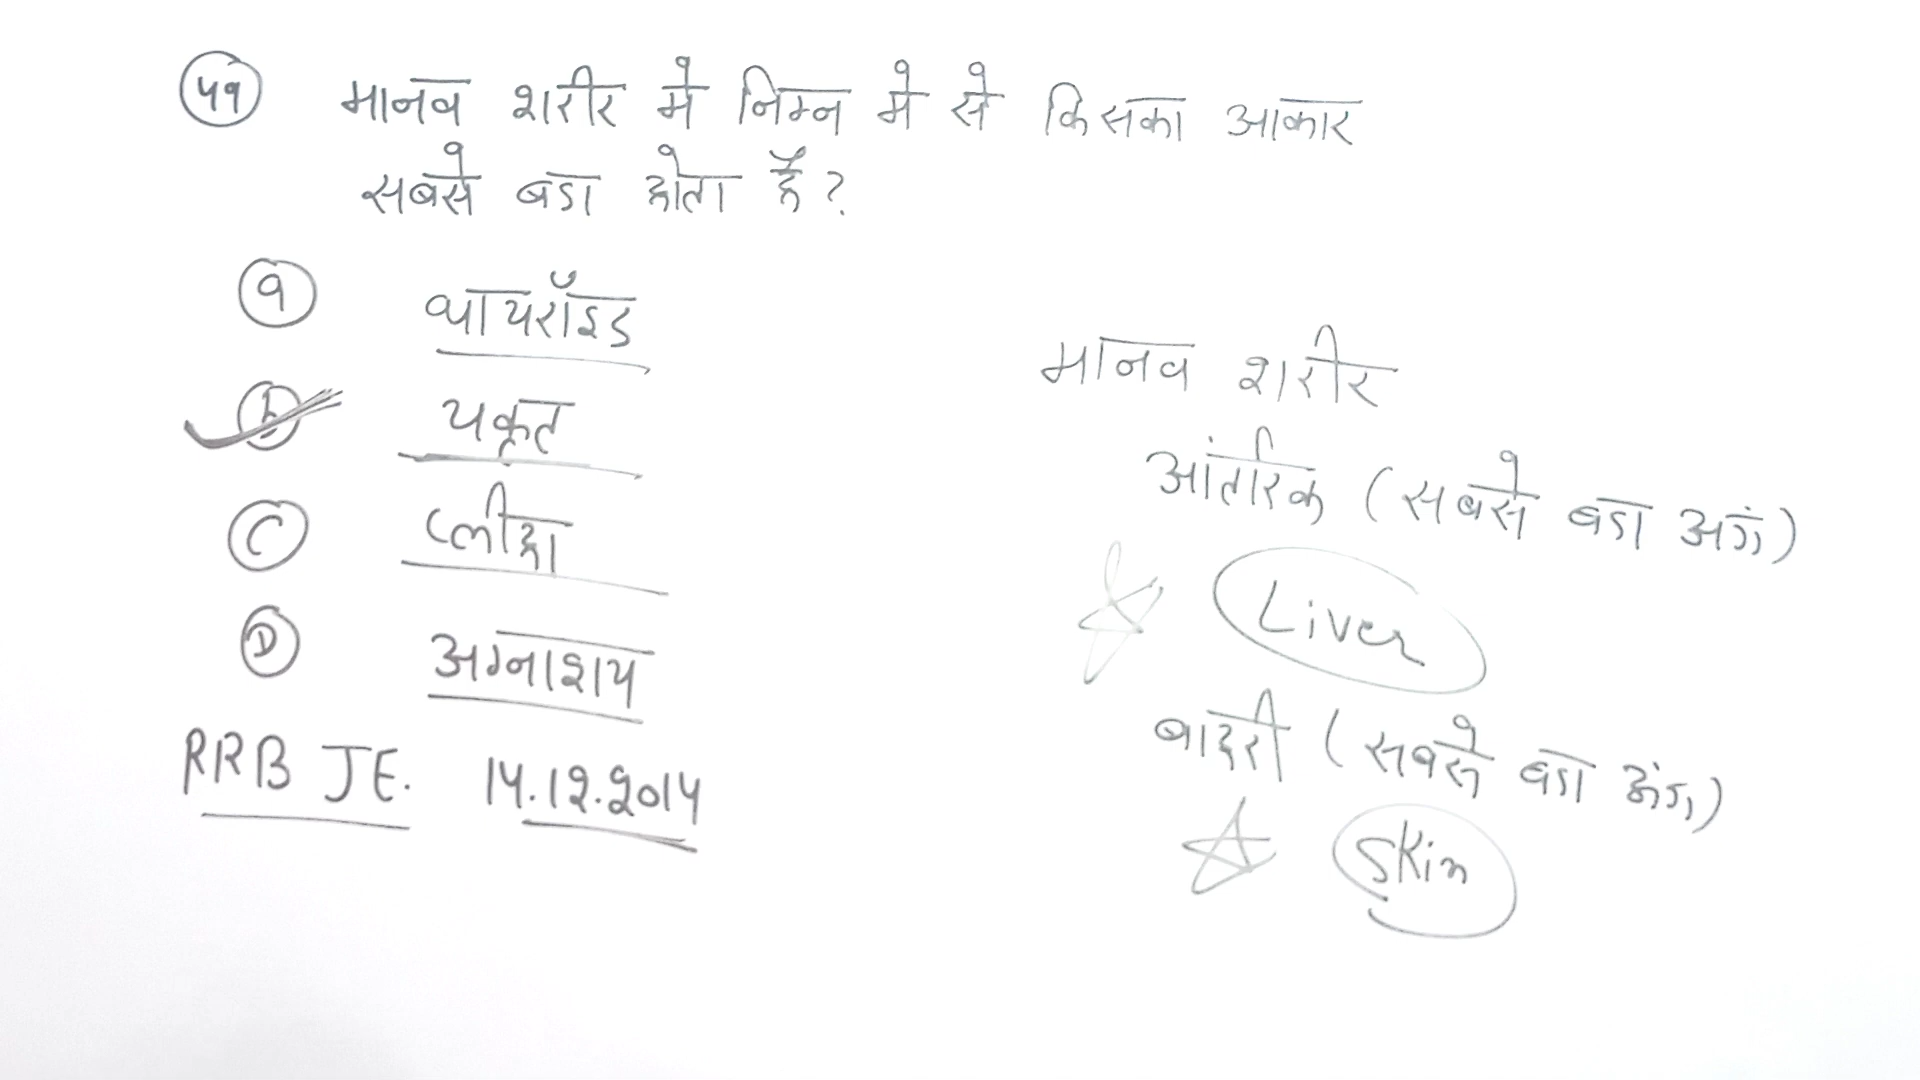 ५१ मानव शरीर मे निम्न मे से किसका आकार
सबसे बडा होता है?
a थायरॉइड
b यकृत
C प्लीहा
D अग्नाशय
RRB JE. 14.12.2014
मानव शरीर
आंतरिक (सबसे बडा अगं)
Liver
बाहरी (सबसे बडा अंग)
Skin